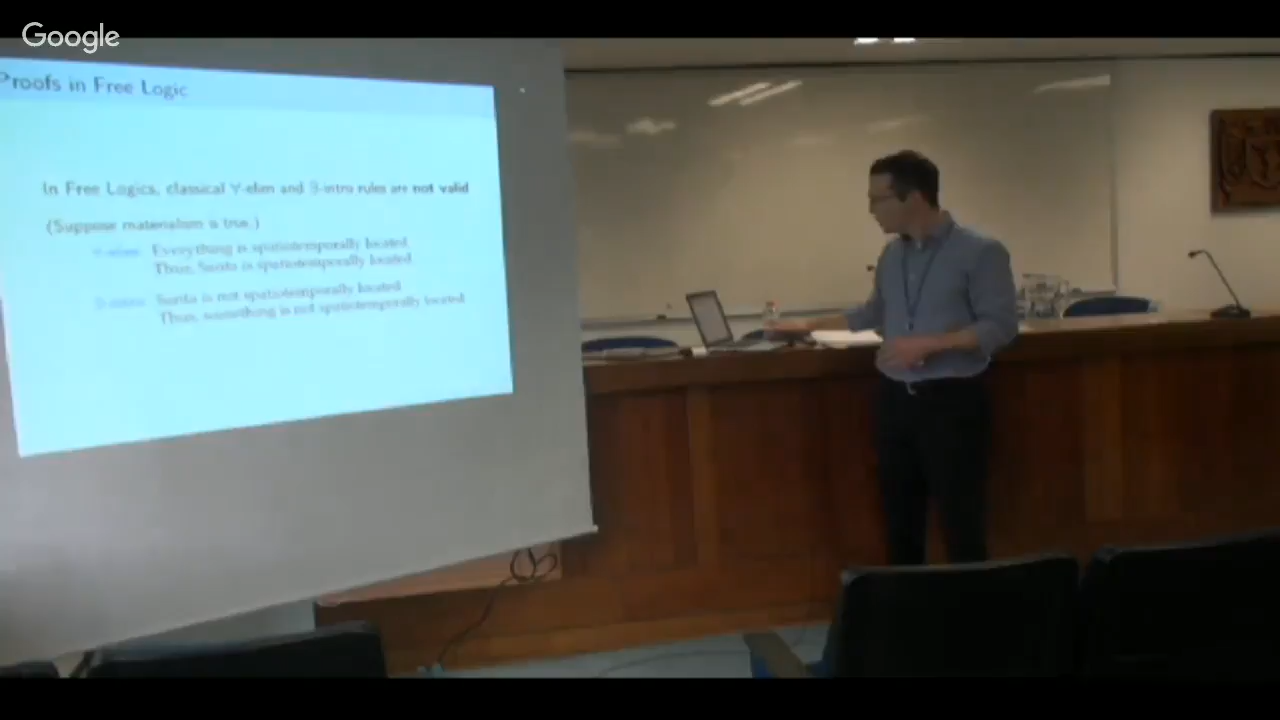 Google
Proofs in Free Logic
In Free Logics, classical ∀-elim and ∃-intro rules are not valid
(Suppose materialism is true.)
∀-elim Everything is spatiotemporally located.
Thus, Santa is spatiotemporally located.
∃-intro Santa is not spatiotemporally located.
Thus, something is not spatiotemporally located.